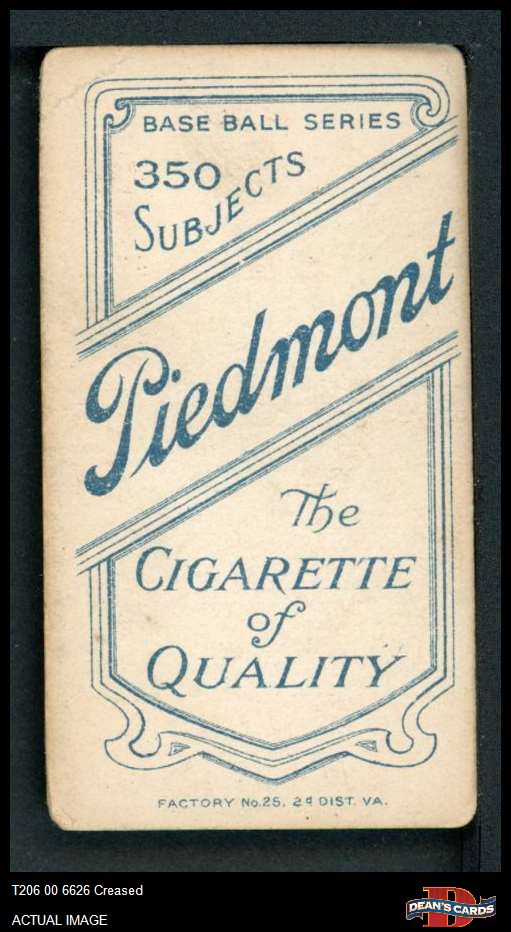 BASE BALL SERIES
350
SUBJECTS
Piedmont
The
CIGARETTE
of
QUALITY
FACTORY No. 25, 2d DIST. VA.
T206 00 6626 Creased
ACTUAL IMAGE
D
DEAN'S CARDS